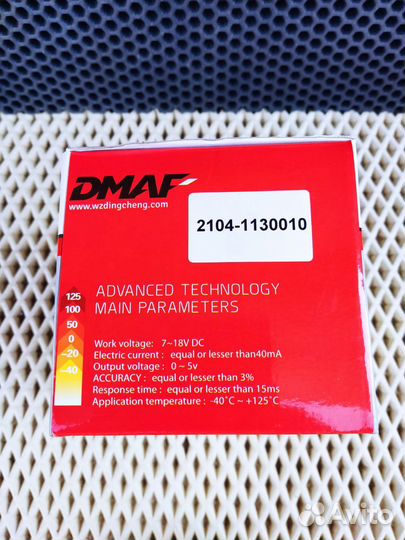 DMAF
www.wzdingcheng.com
2104-1130010
ADVANCED TECHNOLOGY
MAIN PARAMETERS
125
100
50
0
-20
-40
Work voltage: 7~18V DC
Electric current : equal or lesser than40mA
Output voltage : 0 ~ 5v
ACCURACY : equal or lesser than 3%
Response time : equal or lesser than 15ms
Application temperature : -40˚C ~ +125˚C
Avito